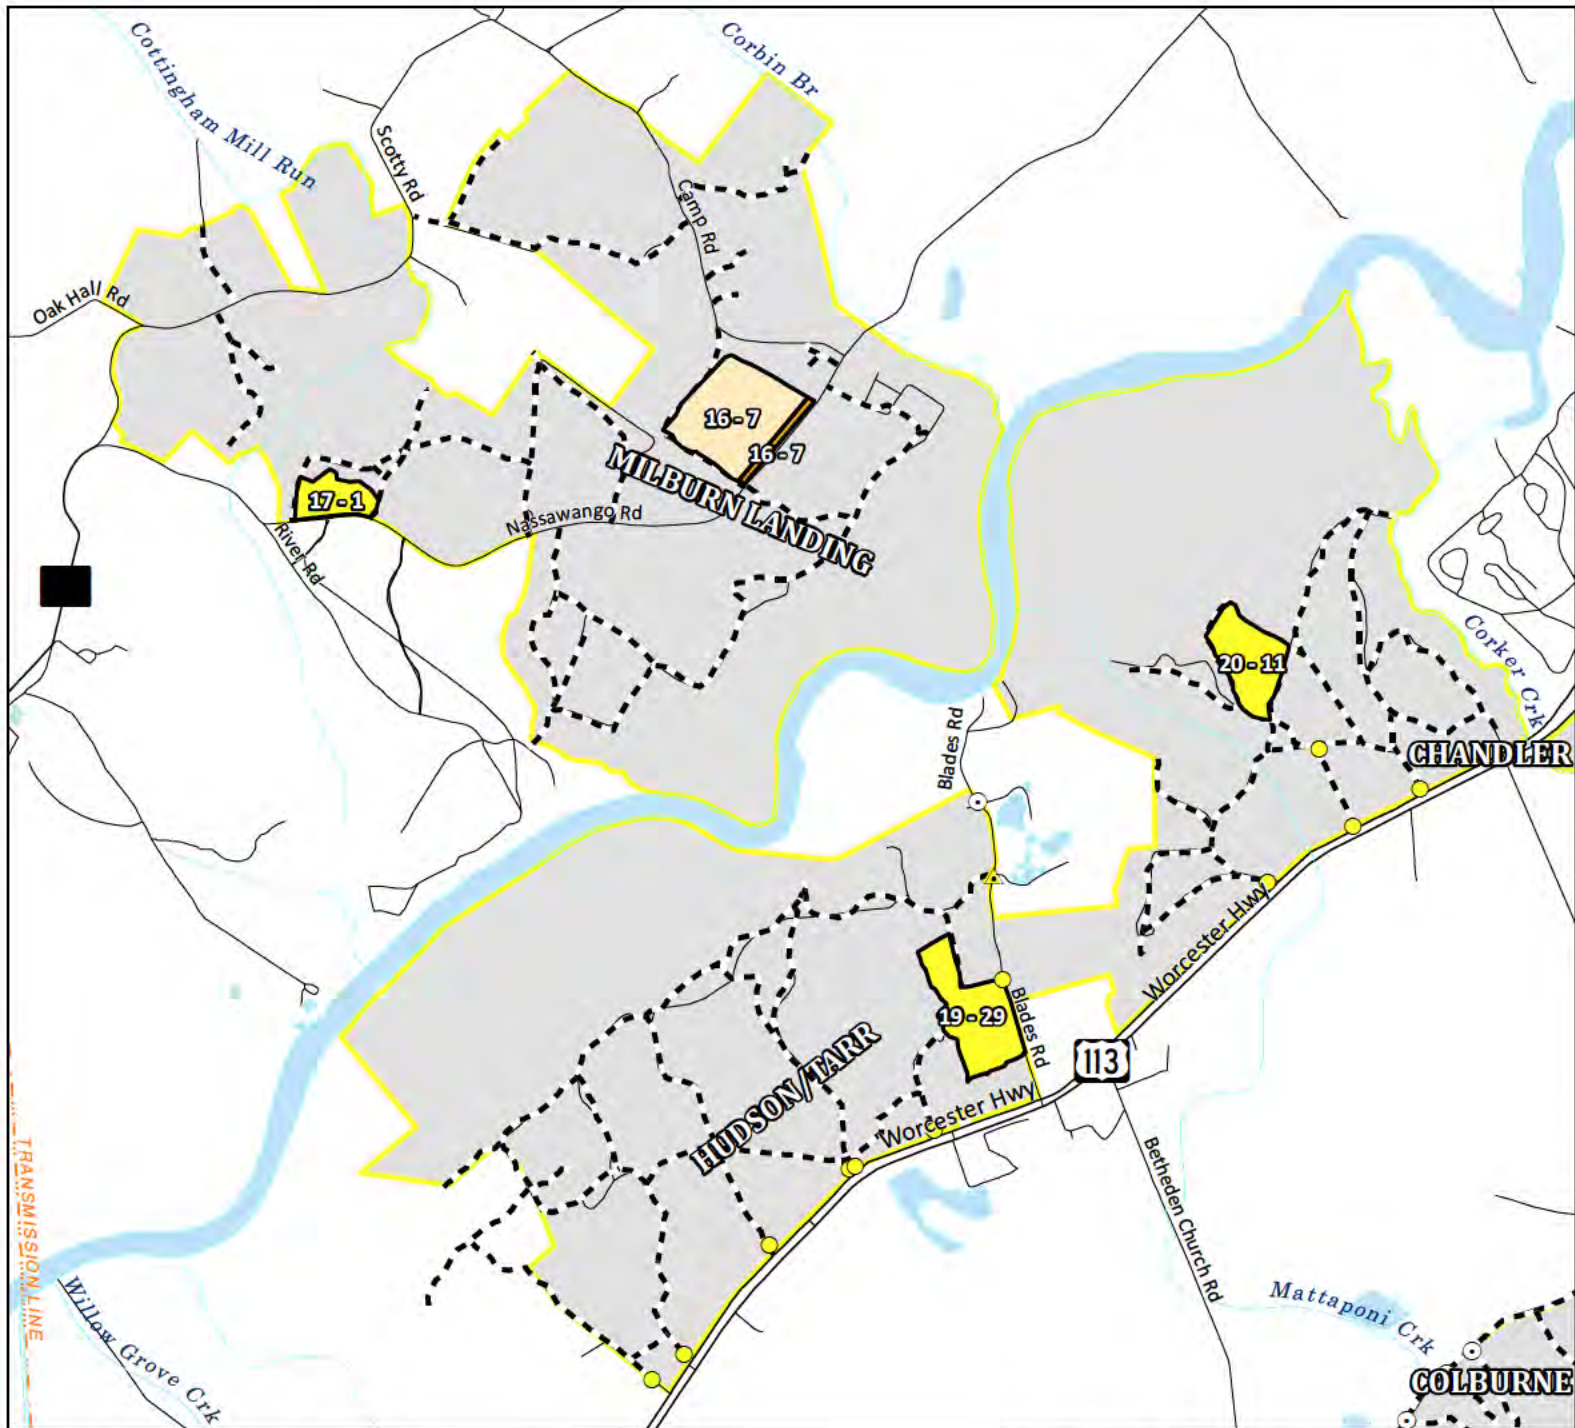 Cottingham Mill Run
Corbin Br
Scotty Rd
Camp Rd
Oak Hall Rd
16 - 7
16 - 7
MILBURN LANDING
17 - 1
Nassawango Rd
River Rd
Corker Crk
20 - 11
Blades Rd
CHANDLER
Worcester Hwy
19 - 29
Blades Rd
113
HUDSON/TARR
Worcester Hwy
TRANSMISSION LINE
Betheden Church Rd
Willow Grove Crk
Mattaponi Crk
COLBURNE